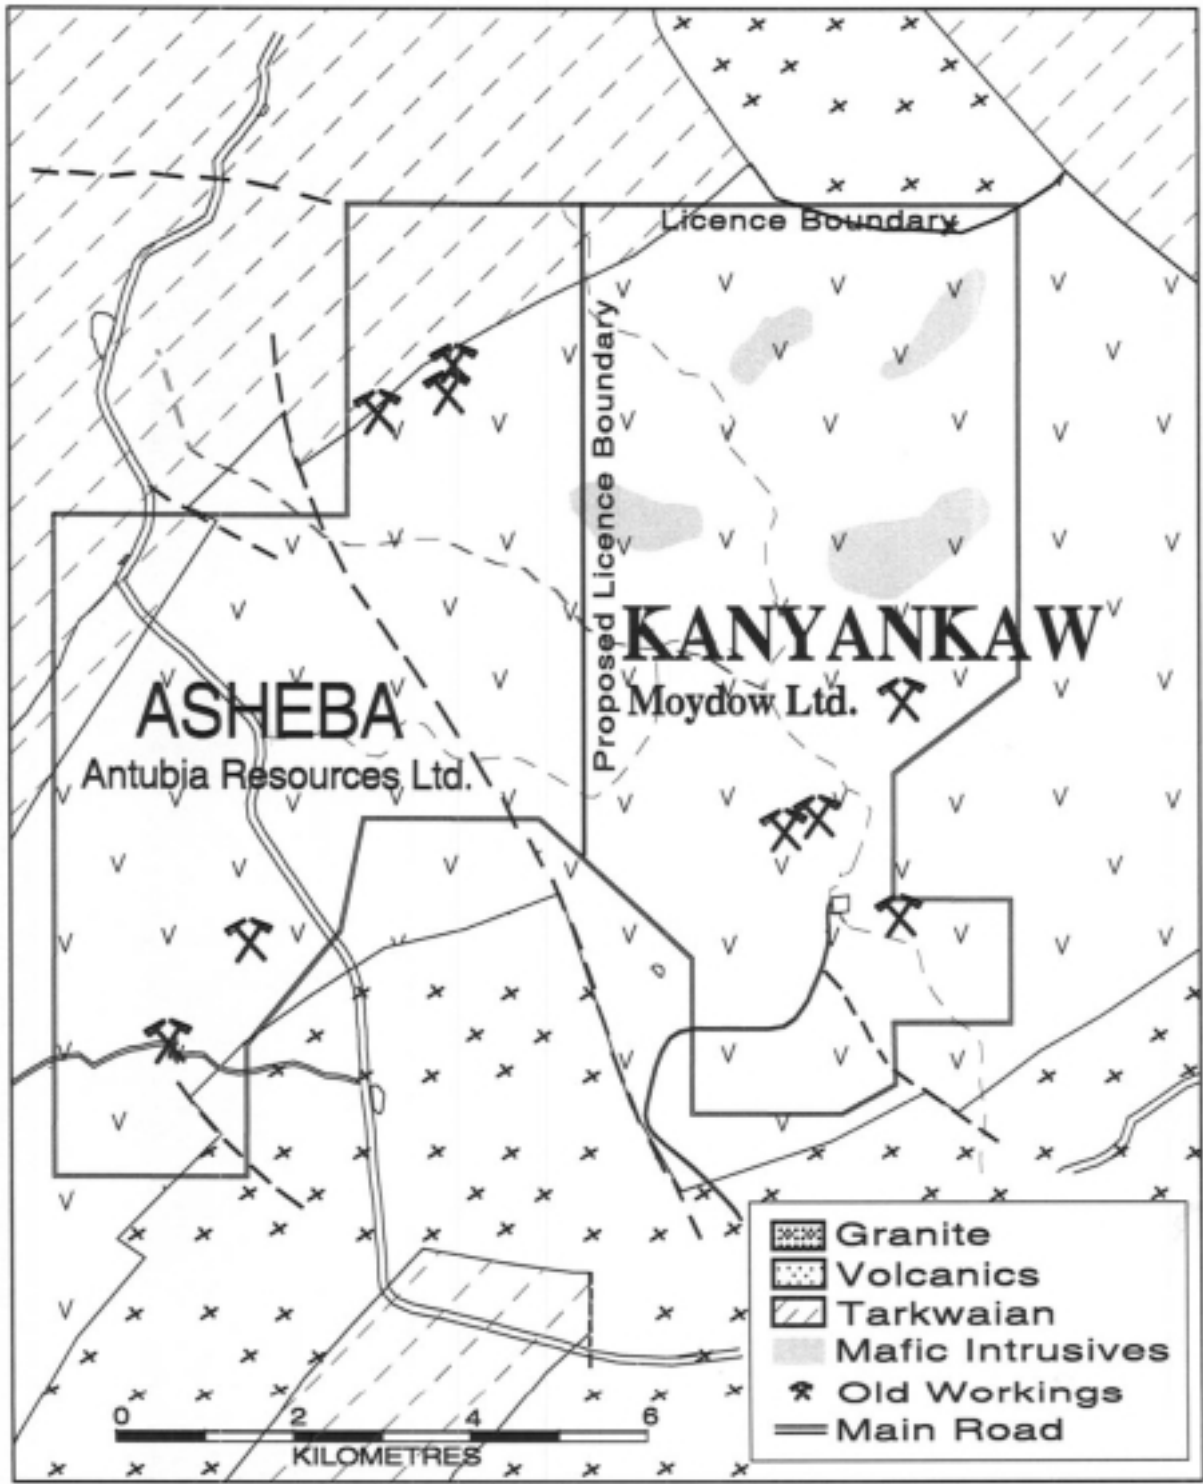 Licence Boundary
Proposed Licence Boundary
KANYANKAW
Moydow Ltd.
ASHEBA
Antubia Resources Ltd.
Granite
Volcanics
Tarkwaian
Mafic Intrusives
Old Workings
Main Road
0 2 4 6
KILOMETRES